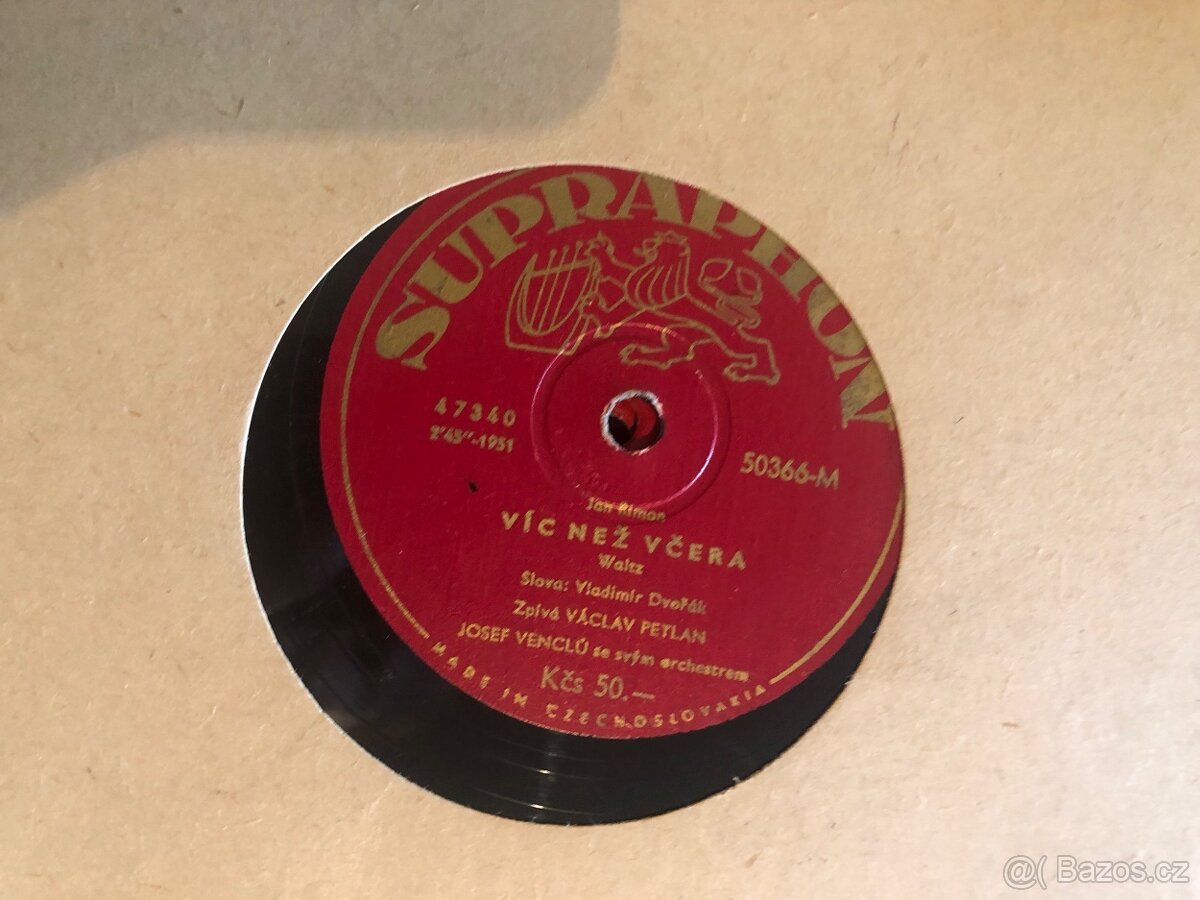 SUPRAPHON
47340
2'45"-1951
50366-M
Jan Rimon
VÍC NEŽ VČERA
Waltz
Slova: Vladimír Dvořák
Zpívá VÁCLAV PETLAN
JOSEF VENCLŮ se svým orchestrem
Kčs 50.—
MADE IN CZECHOSLOVAKIA
@( Bazos.cz